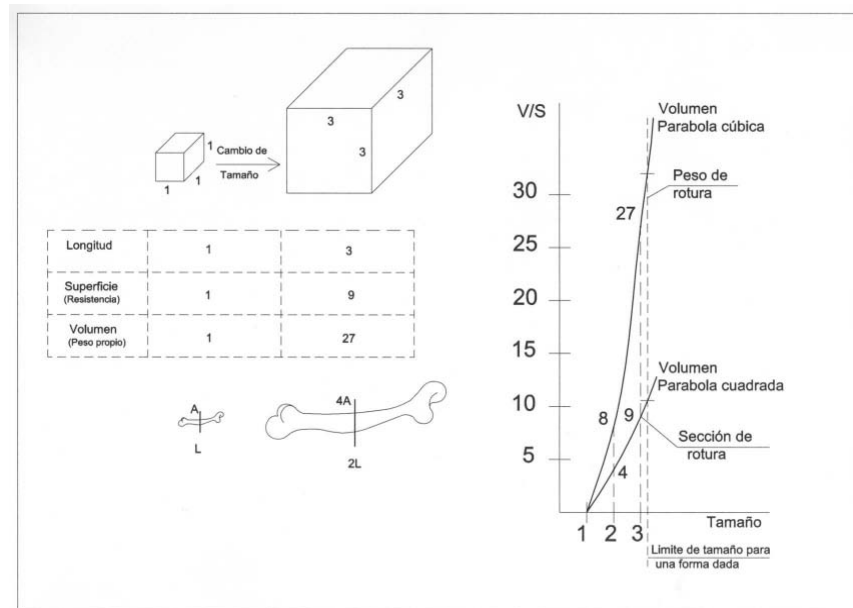 1
1
1
Cambio de
Tamaño
3
3
3
Longitud 1 3
Superficie
(Resistencia) 1 9
Volumen
(Peso propio) 1 27
A
L
4A
2L
V/S
Volumen
Parabola cúbica
Peso de
rotura
30
27
25
20
15
Volumen
Parabola cuadrada
10
8
9
Sección de
rotura
5
4
Tamaño
1 2 3
Limite de tamaño para
una forma dada